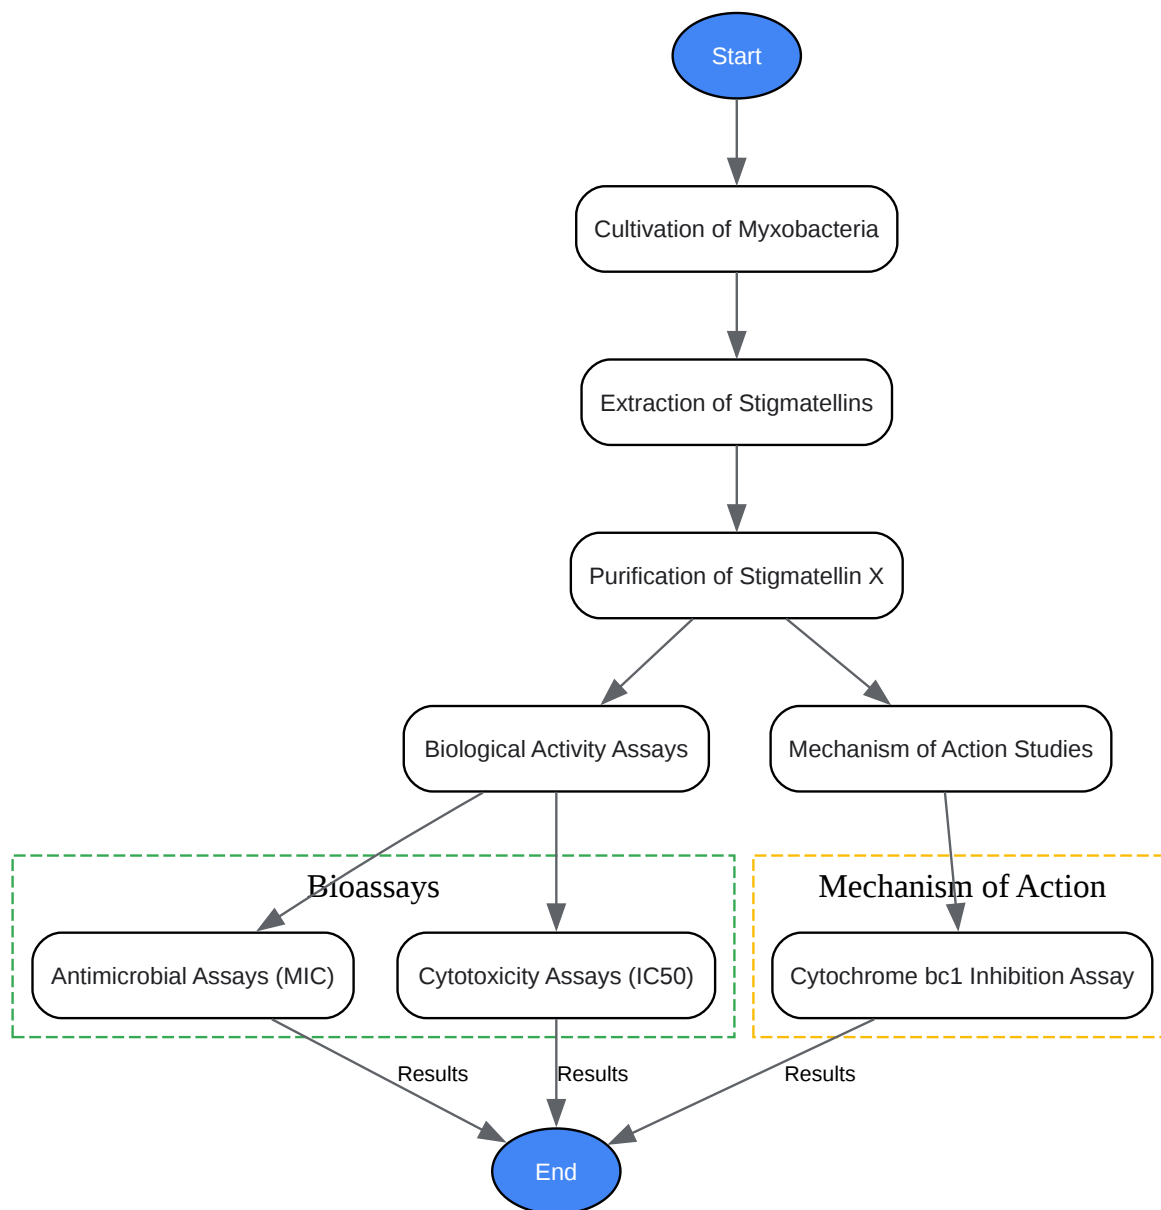 Start
Cultivation of Myxobacteria
Extraction of Stigmatellins
Purification of Stigmatellin X
Biological Activity Assays
Mechanism of Action Studies
Bioassays
Mechanism of Action
Antimicrobial Assays (MIC)
Cytotoxicity Assays (IC50)
Cytochrome bc1 Inhibition Assay
Results
Results
Results
End